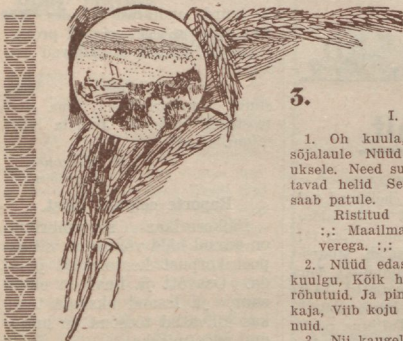 3.
I.
1. Oh kuula,
sõjalaule Nüüd
uksele. Need su
tavad helid Se
saab patule.
Ristitud
:,: Maailma
verega. :,:
2. Nüüd edas
kuulgu, Kõik h
rõhutuid. Ja pin
kaja, Viib koju
nuid.
3. Nii kaugel